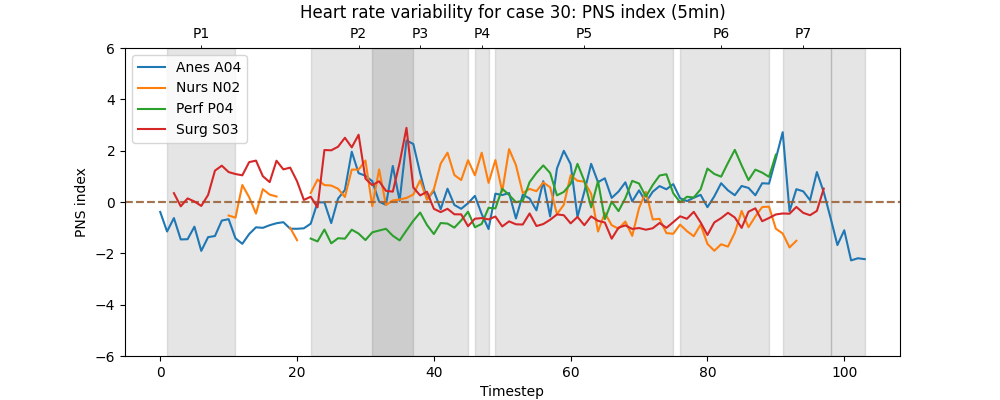 Heart rate variability for case 30: PNS index (5min)
P1 P2 P3 P4 P5 P6 P7
Anes A04
Nurs N02
Perf P04
Surg S03
PNS index
6
4
2
0
−2
−4
−6
0 20 40 60 80 100
Timestep